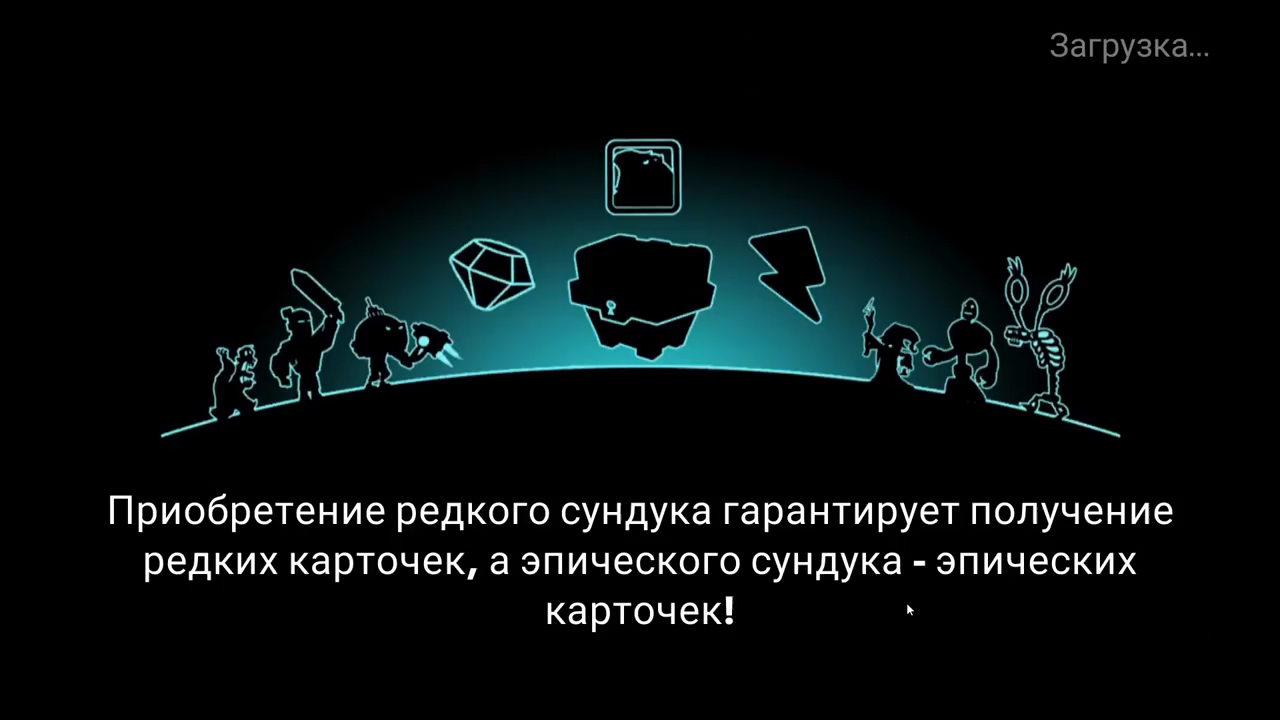 Загрузка...
Приобретение редкого сундука гарантирует получение
редких карточек, а эпического сундука - эпических
карточек!